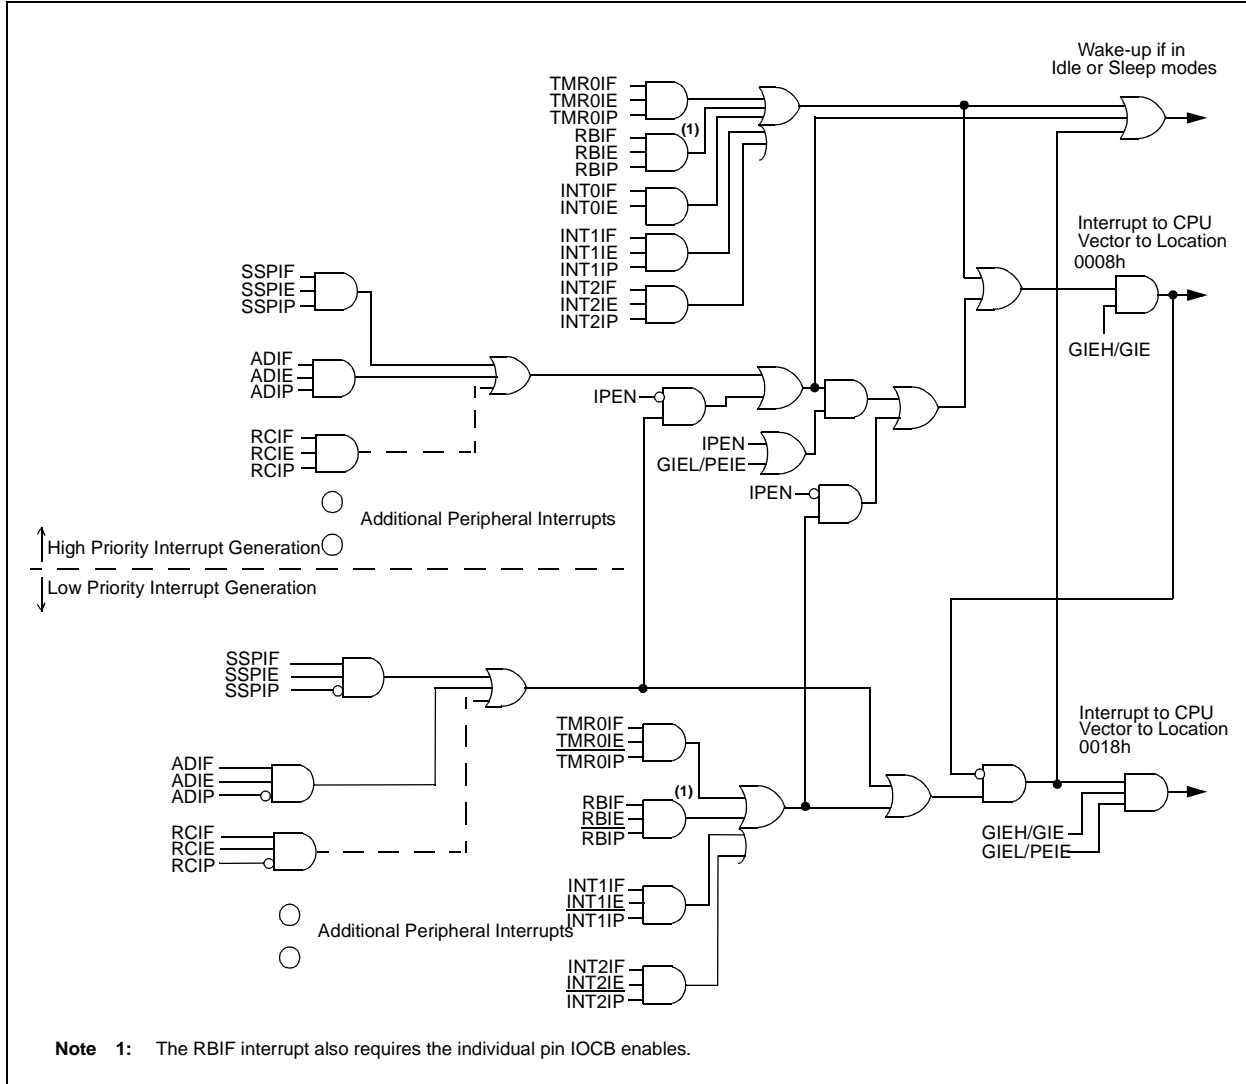 Wake-up if in
Idle or Sleep modes
TMR0IF
TMR0IE
TMR0IP
(1)
RBIF
RBIE
RBIP
INT0IF
INT0IE
INT1IF
INT1IE
INT1IP
INT2IF
INT2IE
INT2IP
Interrupt to CPU
Vector to Location
0008h
GIEH/GIE
SSPIF
SSPIE
SSPIP
ADIF
ADIE
ADIP
RCIF
RCIE
RCIP
IPEN
IPEN
GIEL/PEIE
IPEN
Additional Peripheral Interrupts
High Priority Interrupt Generation
Low Priority Interrupt Generation
SSPIF
SSPIE
SSPIP
ADIF
ADIE
ADIP
RCIF
RCIE
RCIP
Additional Peripheral Interrupts
TMR0IF
TMR0IE
TMR0IP
(1)
RBIF
RBIE
RBIP
INT1IF
INT1IE
INT1IP
INT2IF
INT2IE
INT2IP
Interrupt to CPU
Vector to Location
0018h
GIEH/GIE
GIEL/PEIE
Note 1: The RBIF interrupt also requires the individual pin IOCB enables.